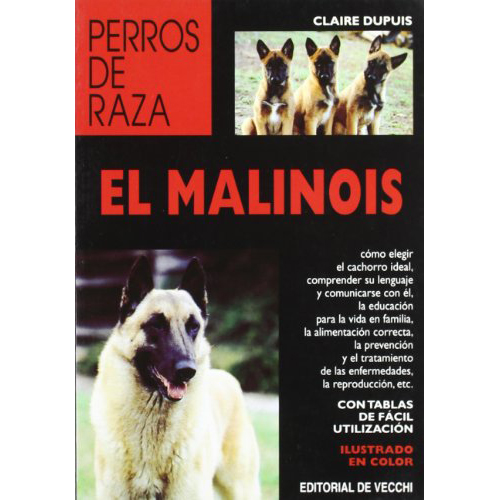 PERROS
DE
RAZA
CLAIRE DUPUIS
EL MALINOIS
cómo elegir
el cachorro ideal,
comprender su lenguaje
y comunicarse con él,
la educación
para la vida en familia,
la alimentación correcta,
la prevención
y el tratamiento
de las enfermedades,
la reproducción, etc.
CON TABLAS
DE FÁCIL
UTILIZACIÓN
ILUSTRADO
EN COLOR
EDITORIAL DE VECCHI